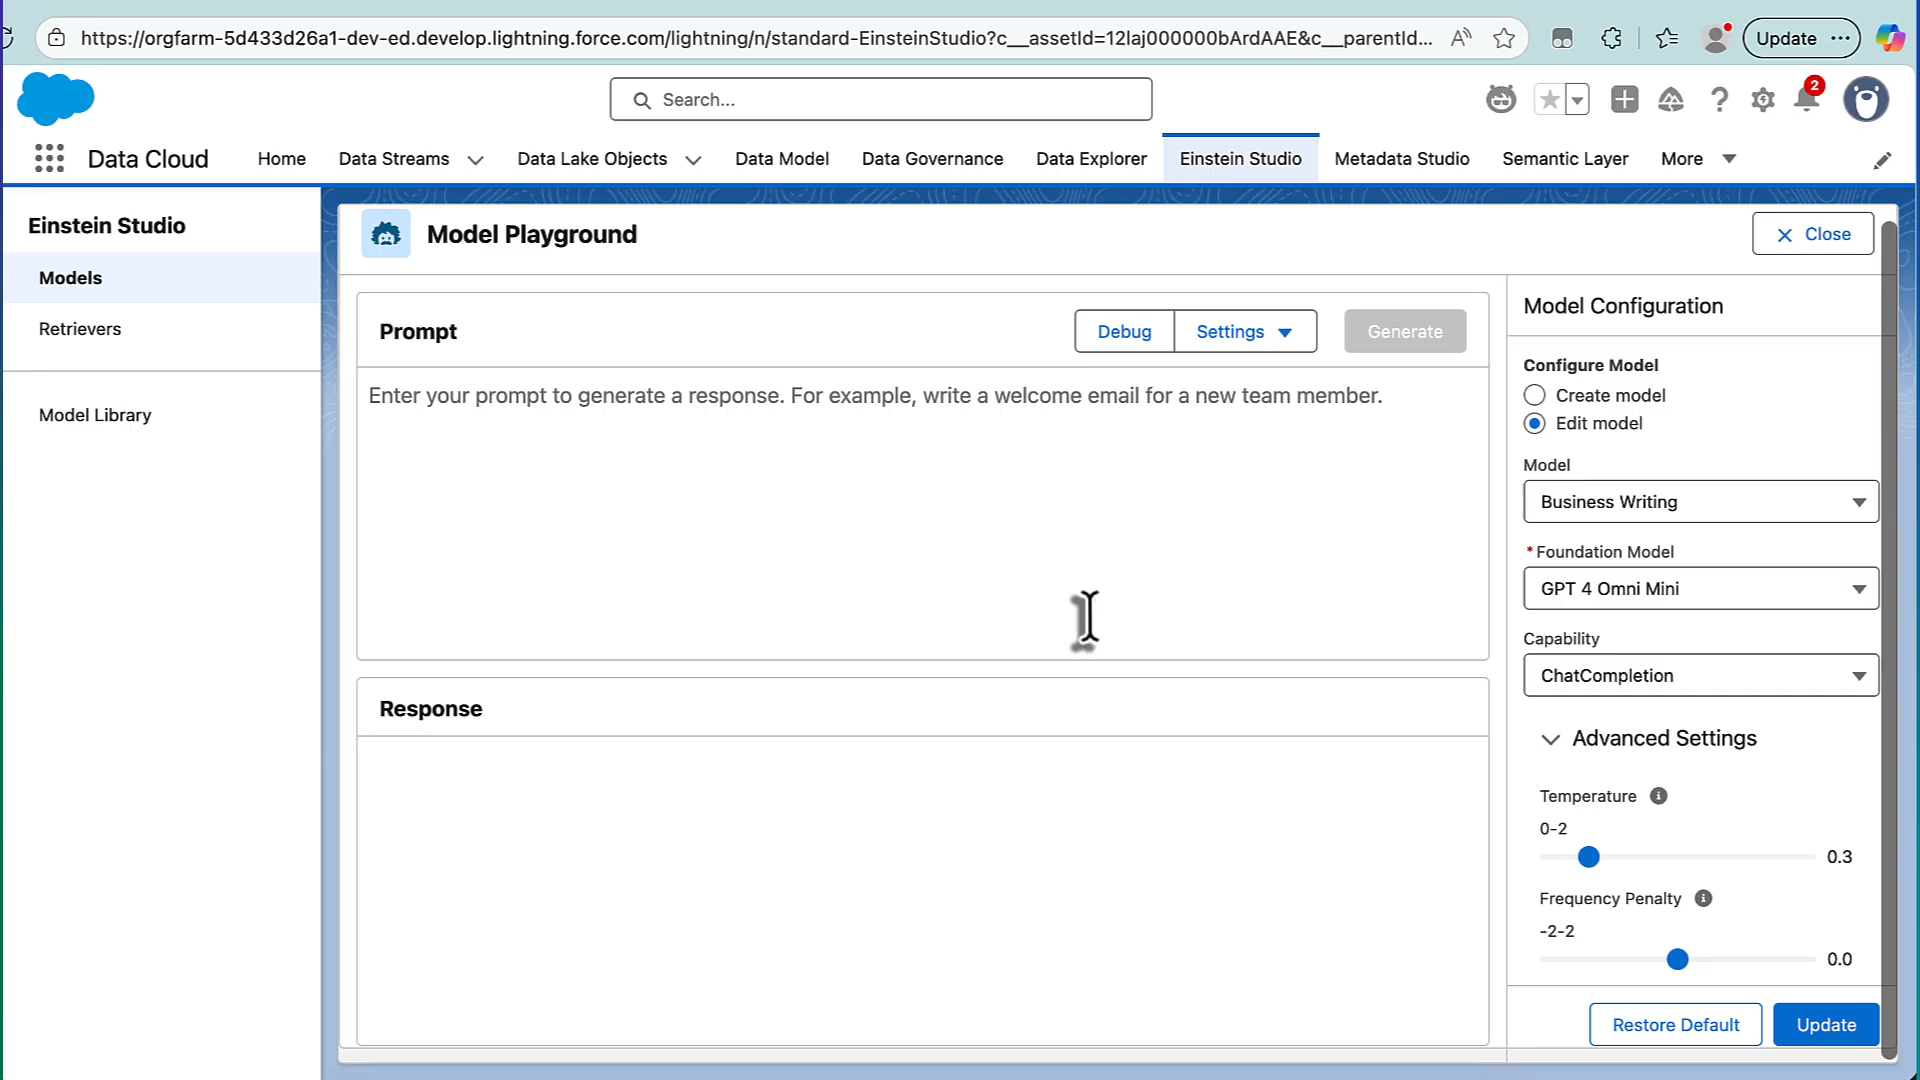 https://orgfarm-5d433d26a1-dev-ed.develop.lightning.force.com/lightning/n/standard-EinsteinStudio?c__assetId=12laj000000bArdAAE&c__parentId...
Update
Search...
2
Data Cloud
Home
Data Streams
Data Lake Objects
Data Model
Data Governance
Data Explorer
Einstein Studio
Metadata Studio
Semantic Layer
More
Einstein Studio
Models
Retrievers
Model Library
Model Playground
Close
Prompt
Debug
Settings
Generate
Enter your prompt to generate a response. For example, write a welcome email for a new team member.
Response
Model Configuration
Configure Model
Create model
Edit model
Model
Business Writing
* Foundation Model
GPT 4 Omni Mini
Capability
ChatCompletion
Advanced Settings
Temperature
0-2
0.3
Frequency Penalty
-2-2
0.0
Restore Default
Update